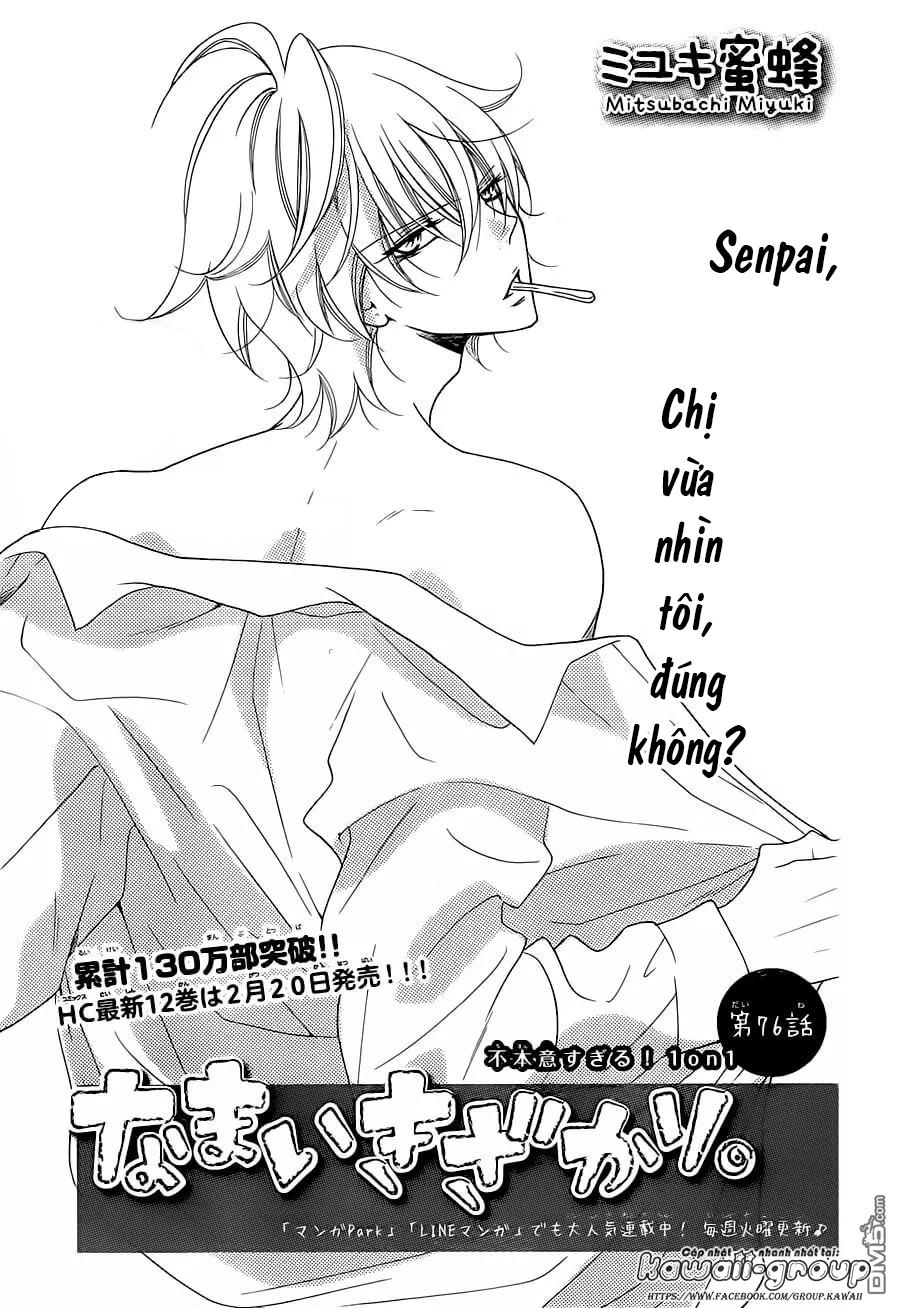 ミユキ蜜蜂
Mitsubachi Miyuki
Senpai,
Chị
vừa
nhìn
tôi,
đúng
không?
累計130万部突破!!
HC最新12巻は2月20日発売!!!
第76話
不本意すぎる! 1on1
なまいきざかり。
「マンガPark」「LINEマンガ」でも大人気連載中! 毎週火曜更新♪
Cập nhật nhanh nhất tại:
Kawaii-group
HTTPS://WWW.FACEBOOK.COM/GROUP.KAWAII